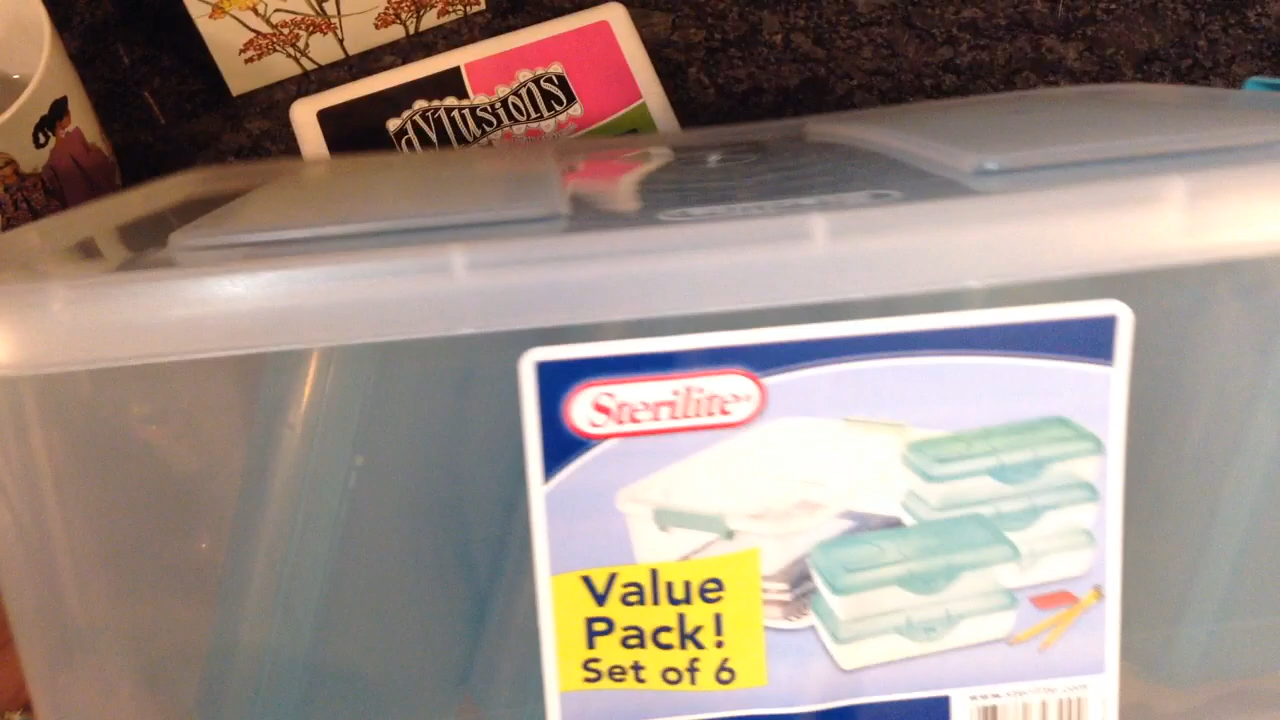 dylusions
Sterilite
Value
Pack!
Set of 6